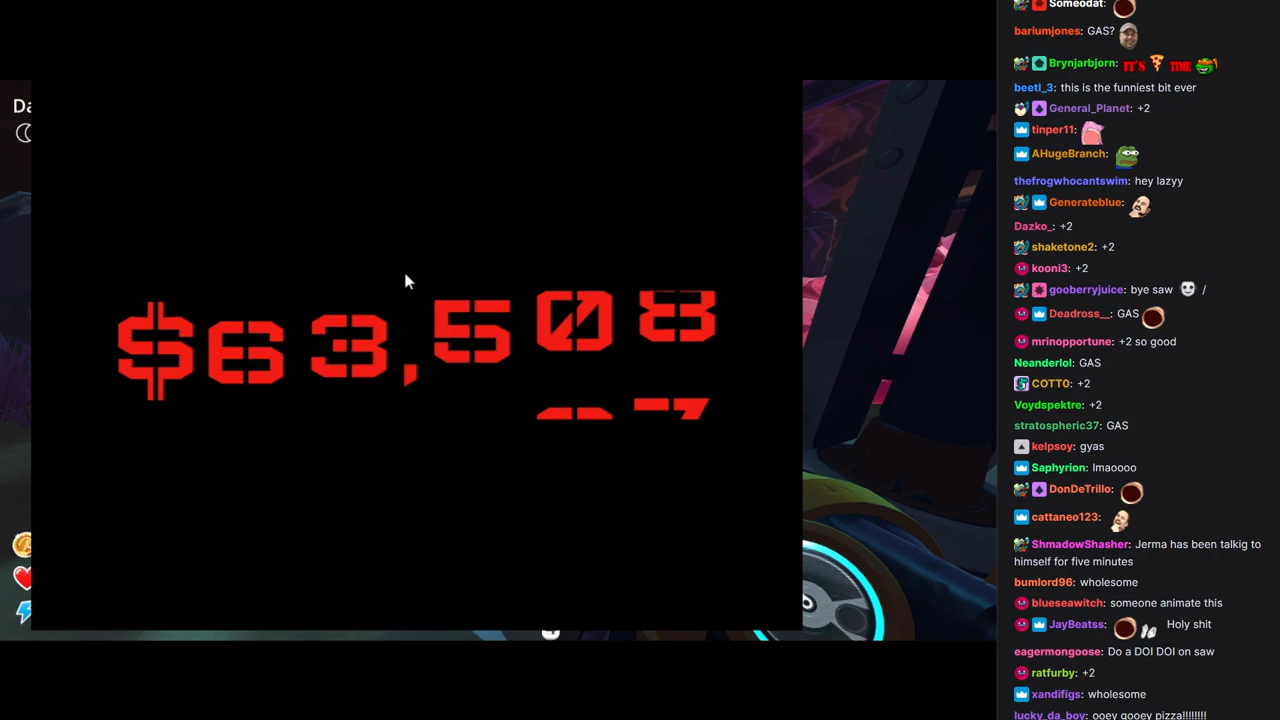 Da
$63,508
Someodat:
bariumjones: GAS?
Brynjarbjorn: IT'S TIME
beetl_3: this is the funniest bit ever
General_Planet: +2
tinper11:
AHugeBranch:
thefrogwhocantswim: hey lazyy
Generateblue:
Dazko_: +2
shaketone2: +2
kooni3: +2
gooberryjuice: bye saw /
Deadross__: GAS
mrinopportune: +2 so good
Neanderlol: GAS
COTT0: +2
Voydspektre: +2
stratospheric37: GAS
kelpsoy: gyas
Saphyrion: lmaoooo
DonDeTrillo:
cattaneo123:
ShmadowShasher: Jerma has been talkig to
himself for five minutes
bumlord96: wholesome
blueseawitch: someone animate this
JayBeatss: Holy shit
eagermongoose: Do a DOI DOI on saw
ratfurby: +2
xandifigs: wholesome
lucky_da_boy: ooey gooey pizza!!!!!!!!